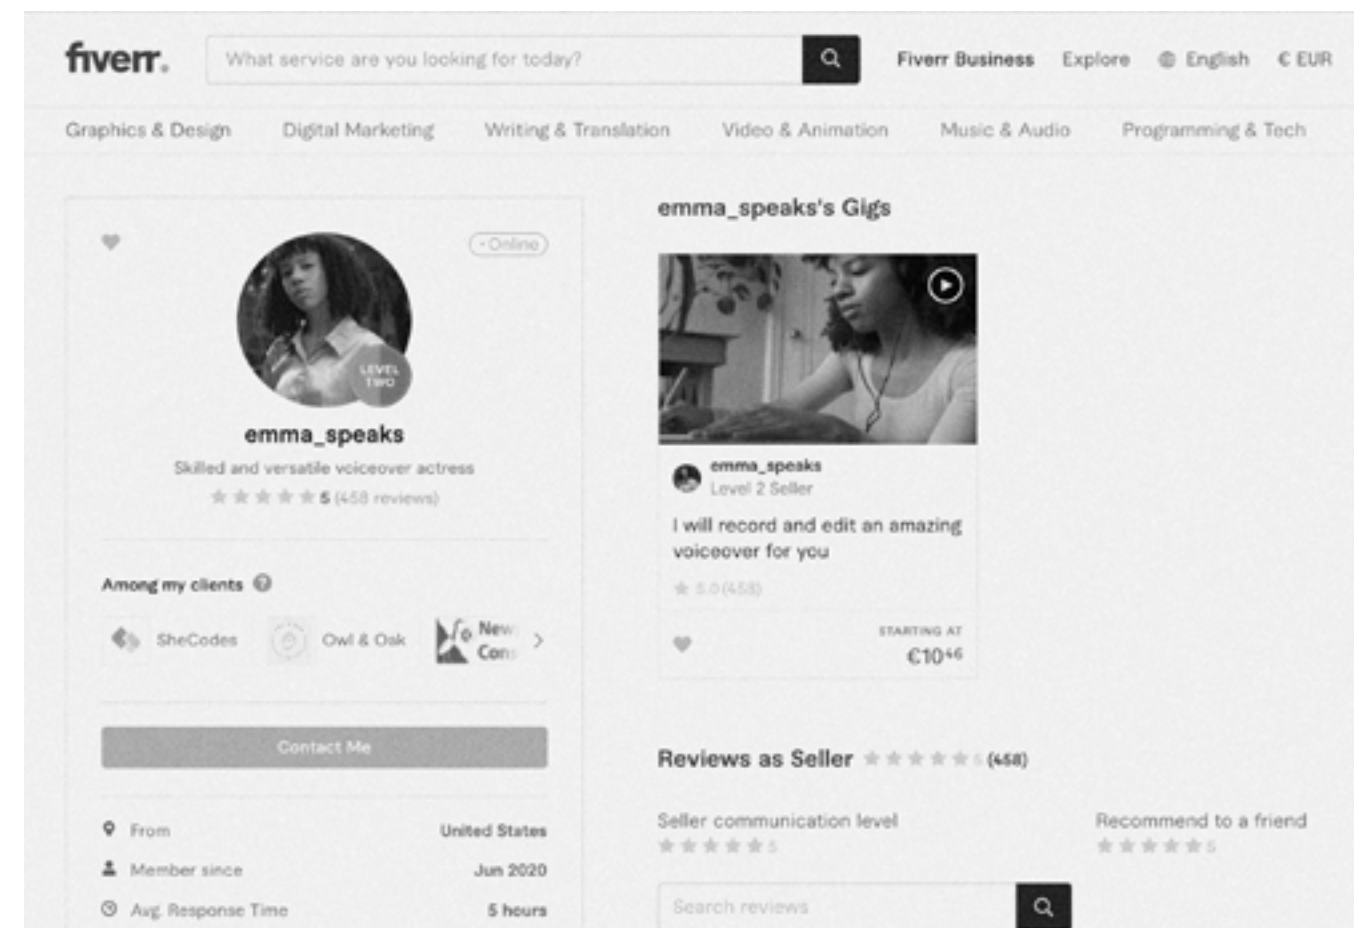 fiverr.
What service are you looking for today?
Fiverr Business Explore English € EUR
Graphics & Design Digital Marketing Writing & Translation Video & Animation Music & Audio Programming & Tech
• Online
LEVEL
TWO
emma_speaks
Skilled and versatile voiceover actress
5 (458 reviews)
Among my clients ?
SheCodes
Owl & Oak
New
Cons
Contact Me
From United States
Member since Jun 2020
Avg. Response Time 5 hours
emma_speaks's Gigs
emma_speaks
Level 2 Seller
I will record and edit an amazing
voiceover for you
5.0 (458)
STARTING AT
€10⁴⁶
Reviews as Seller 5 (458)
Seller communication level
5
Recommend to a friend
5
Search reviews